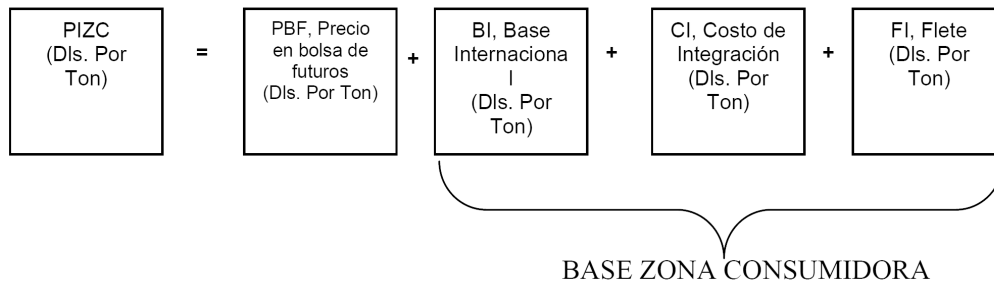 PIZC
(Dls. Por
Ton)
=
PBF, Precio
en bolsa de
futuros
(Dls. Por Ton)
+
BI, Base
Internaciona
l
(Dls. Por
Ton)
+
CI, Costo de
Integración
(Dls. Por
Ton)
+
FI, Flete
(Dls. Por
Ton)
BASE ZONA CONSUMIDORA